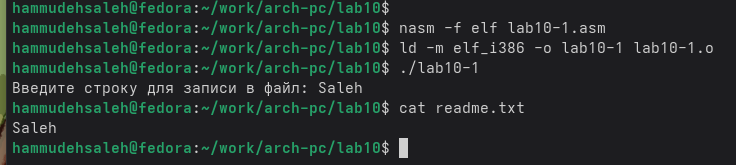 hammudehsaleh@fedora:~/work/arch-pc/lab10$
hammudehsaleh@fedora:~/work/arch-pc/lab10$ nasm -f elf lab10-1.asm
hammudehsaleh@fedora:~/work/arch-pc/lab10$ ld -m elf_i386 -o lab10-1 lab10-1.o
hammudehsaleh@fedora:~/work/arch-pc/lab10$ ./lab10-1
Введите строку для записи в файл: Saleh
hammudehsaleh@fedora:~/work/arch-pc/lab10$ cat readme.txt
Saleh
hammudehsaleh@fedora:~/work/arch-pc/lab10$